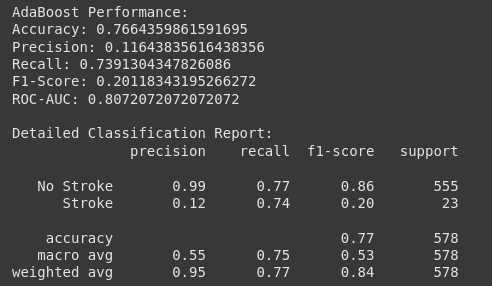 AdaBoost Performance:
Accuracy: 0.7664359861591695
Precision: 0.11643835616438356
Recall: 0.7391304347826086
F1-Score: 0.20118343195266272
ROC-AUC: 0.8072072072072072
Detailed Classification Report:
precision recall f1-score support
No Stroke 0.99 0.77 0.86 555
Stroke 0.12 0.74 0.20 23
accuracy 0.77 578
macro avg 0.55 0.75 0.53 578
weighted avg 0.95 0.77 0.84 578